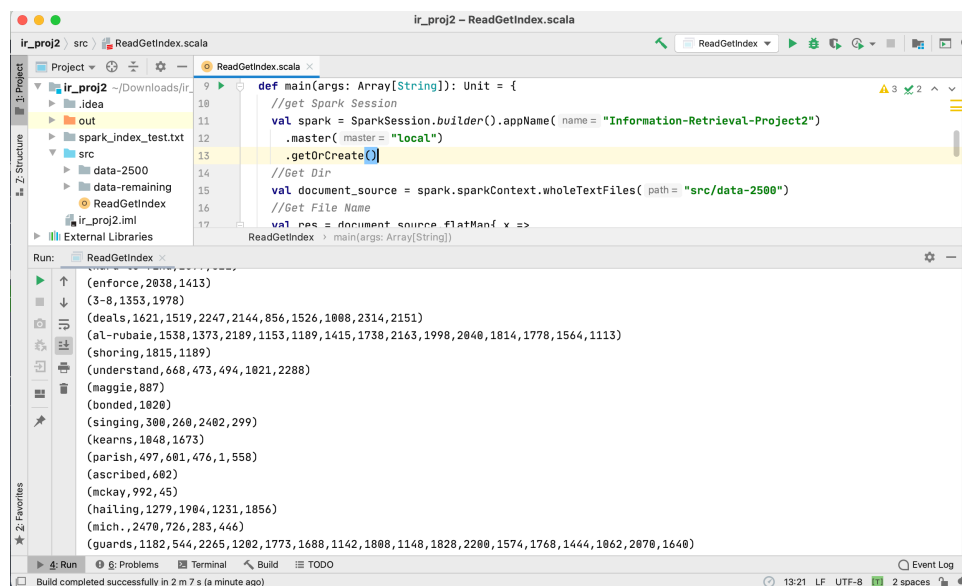 ir_proj2 – ReadGetIndex.scala
ir_proj2 › src › ReadGetIndex.scala
ReadGetIndex
1: Project
Project
ReadGetIndex.scala
ir_proj2 ~/Downloads/ir_
.idea
out
spark_index_test.txt
src
data-2500
data-remaining
ReadGetIndex
ir_proj2.iml
External Libraries
9 def main(args: Array[String]): Unit = {
10 //get Spark Session
11 val spark = SparkSession.builder().appName( name = "Information-Retrieval-Project2")
12 .master( master = "local")
13 .getOrCreate()
14 //Get Dir
15 val document_source = spark.sparkContext.wholeTextFiles( path = "src/data-2500")
16 //Get File Name
17 val res = document_source.flatMap{ x =>
3 2
ReadGetIndex › main(args: Array[String])
Z: Structure
2: Favorites
Run: ReadGetIndex
(enforce,2038,1413)
(3-8,1353,1978)
(deals,1621,1519,2247,2144,856,1526,1008,2314,2151)
(al-rubaie,1538,1373,2189,1153,1189,1415,1738,2163,1998,2040,1814,1778,1564,1113)
(shoring,1815,1189)
(understand,668,473,494,1021,2288)
(maggie,887)
(bonded,1020)
(singing,300,260,2402,299)
(kearns,1048,1673)
(parish,497,601,476,1,558)
(ascribed,602)
(mckay,992,45)
(hailing,1279,1904,1231,1856)
(mich.,2470,726,283,446)
(guards,1182,544,2265,1202,1773,1688,1142,1808,1148,1828,2200,1574,1768,1444,1062,2070,1640)
4: Run 6: Problems Terminal Build TODO Event Log
Build completed successfully in 2 m 7 s (a minute ago) 13:21 LF UTF-8 2 spaces